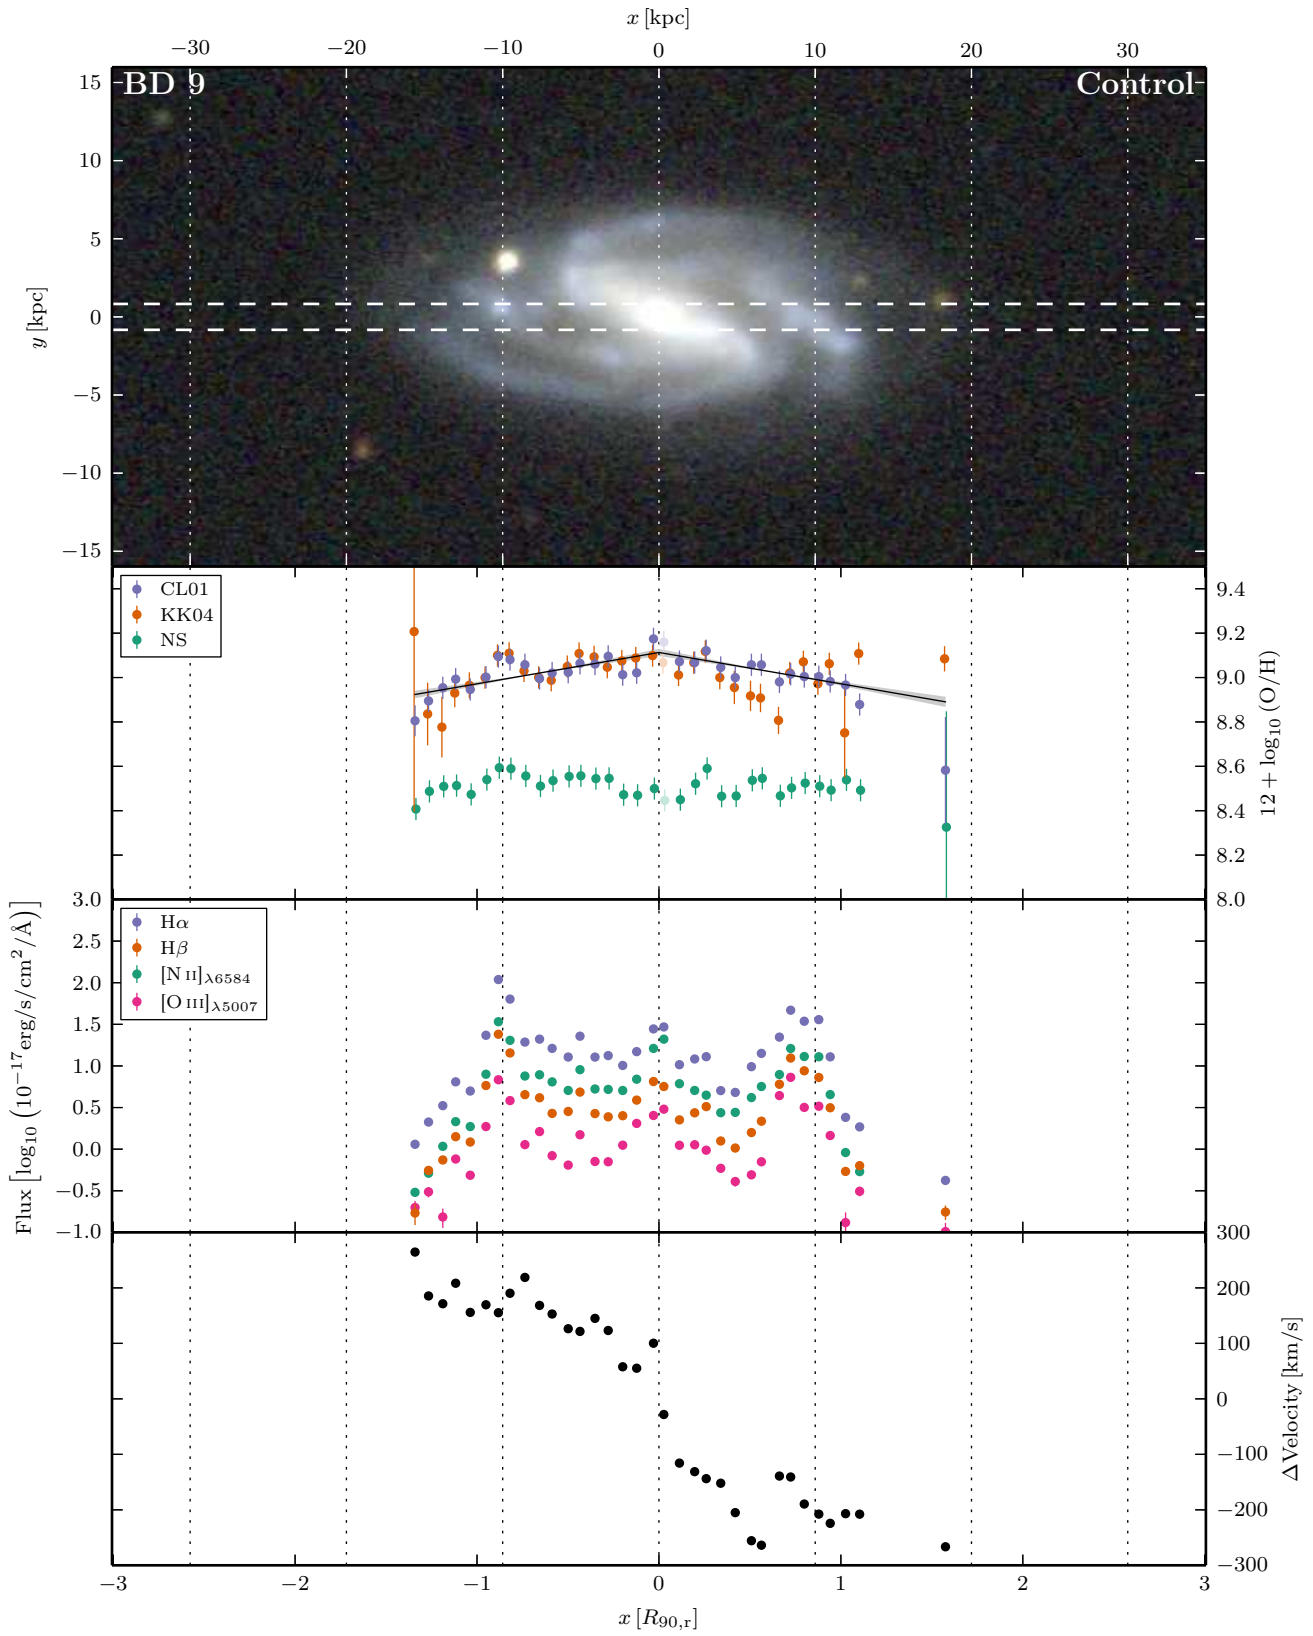 x [kpc]
−30 −20 −10 0 10 20 30
BD 9 Control
15
10
5
0
−5
−10
−15
y [kpc]
CL01
KK04
NS
9.4
9.2
9.0
8.8
8.6
8.4
8.2
8.0
12 + log₁₀ (O/H)
Hα
Hβ
[N II]λ6584
[O III]λ5007
3.0
2.5
2.0
1.5
1.0
0.5
0.0
−0.5
−1.0
Flux [log₁₀ (10⁻¹⁷erg/s/cm²/Å)]
300
200
100
0
−100
−200
−300
ΔVelocity [km/s]
−3 −2 −1 0 1 2 3
x [R₉₀,ᵣ]